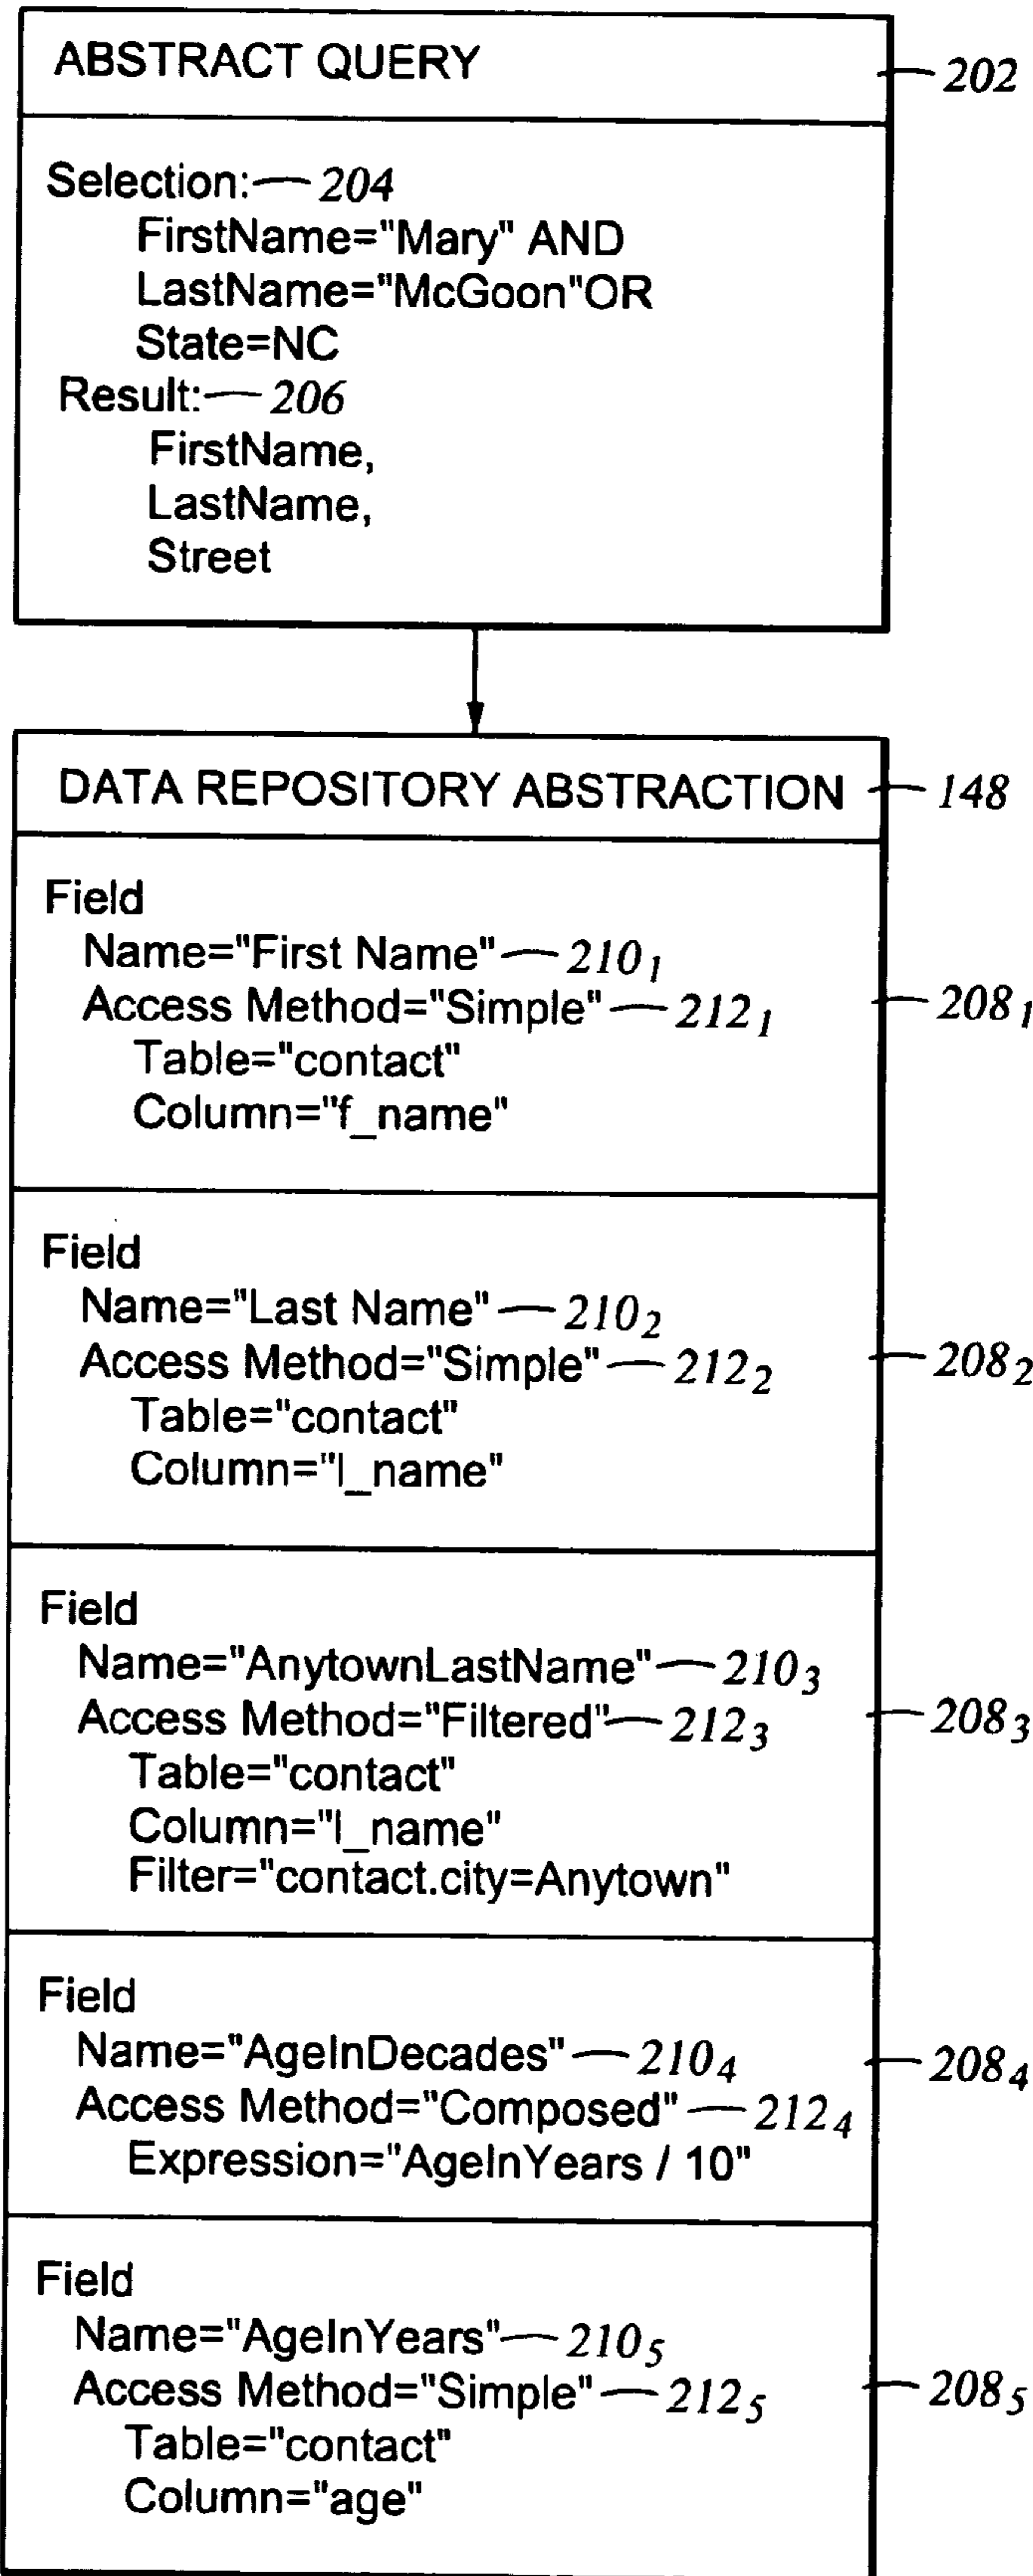 ABSTRACT QUERY 202
Selection: 204
FirstName="Mary" AND
LastName="McGoon"OR
State=NC
Result: 206
FirstName,
LastName,
Street
DATA REPOSITORY ABSTRACTION 148
Field
Name="First Name" 210₁
Access Method="Simple" 212₁ 208₁
Table="contact"
Column="f_name"
Field
Name="Last Name" 210₂
Access Method="Simple" 212₂ 208₂
Table="contact"
Column="l_name"
Field
Name="AnytownLastName" 210₃
Access Method="Filtered" 212₃ 208₃
Table="contact"
Column="l_name"
Filter="contact.city=Anytown"
Field
Name="AgeInDecades" 210₄ 208₄
Access Method="Composed" 212₄
Expression="AgeInYears / 10"
Field
Name="AgeInYears" 210₅
Access Method="Simple" 212₅ 208₅
Table="contact"
Column="age"